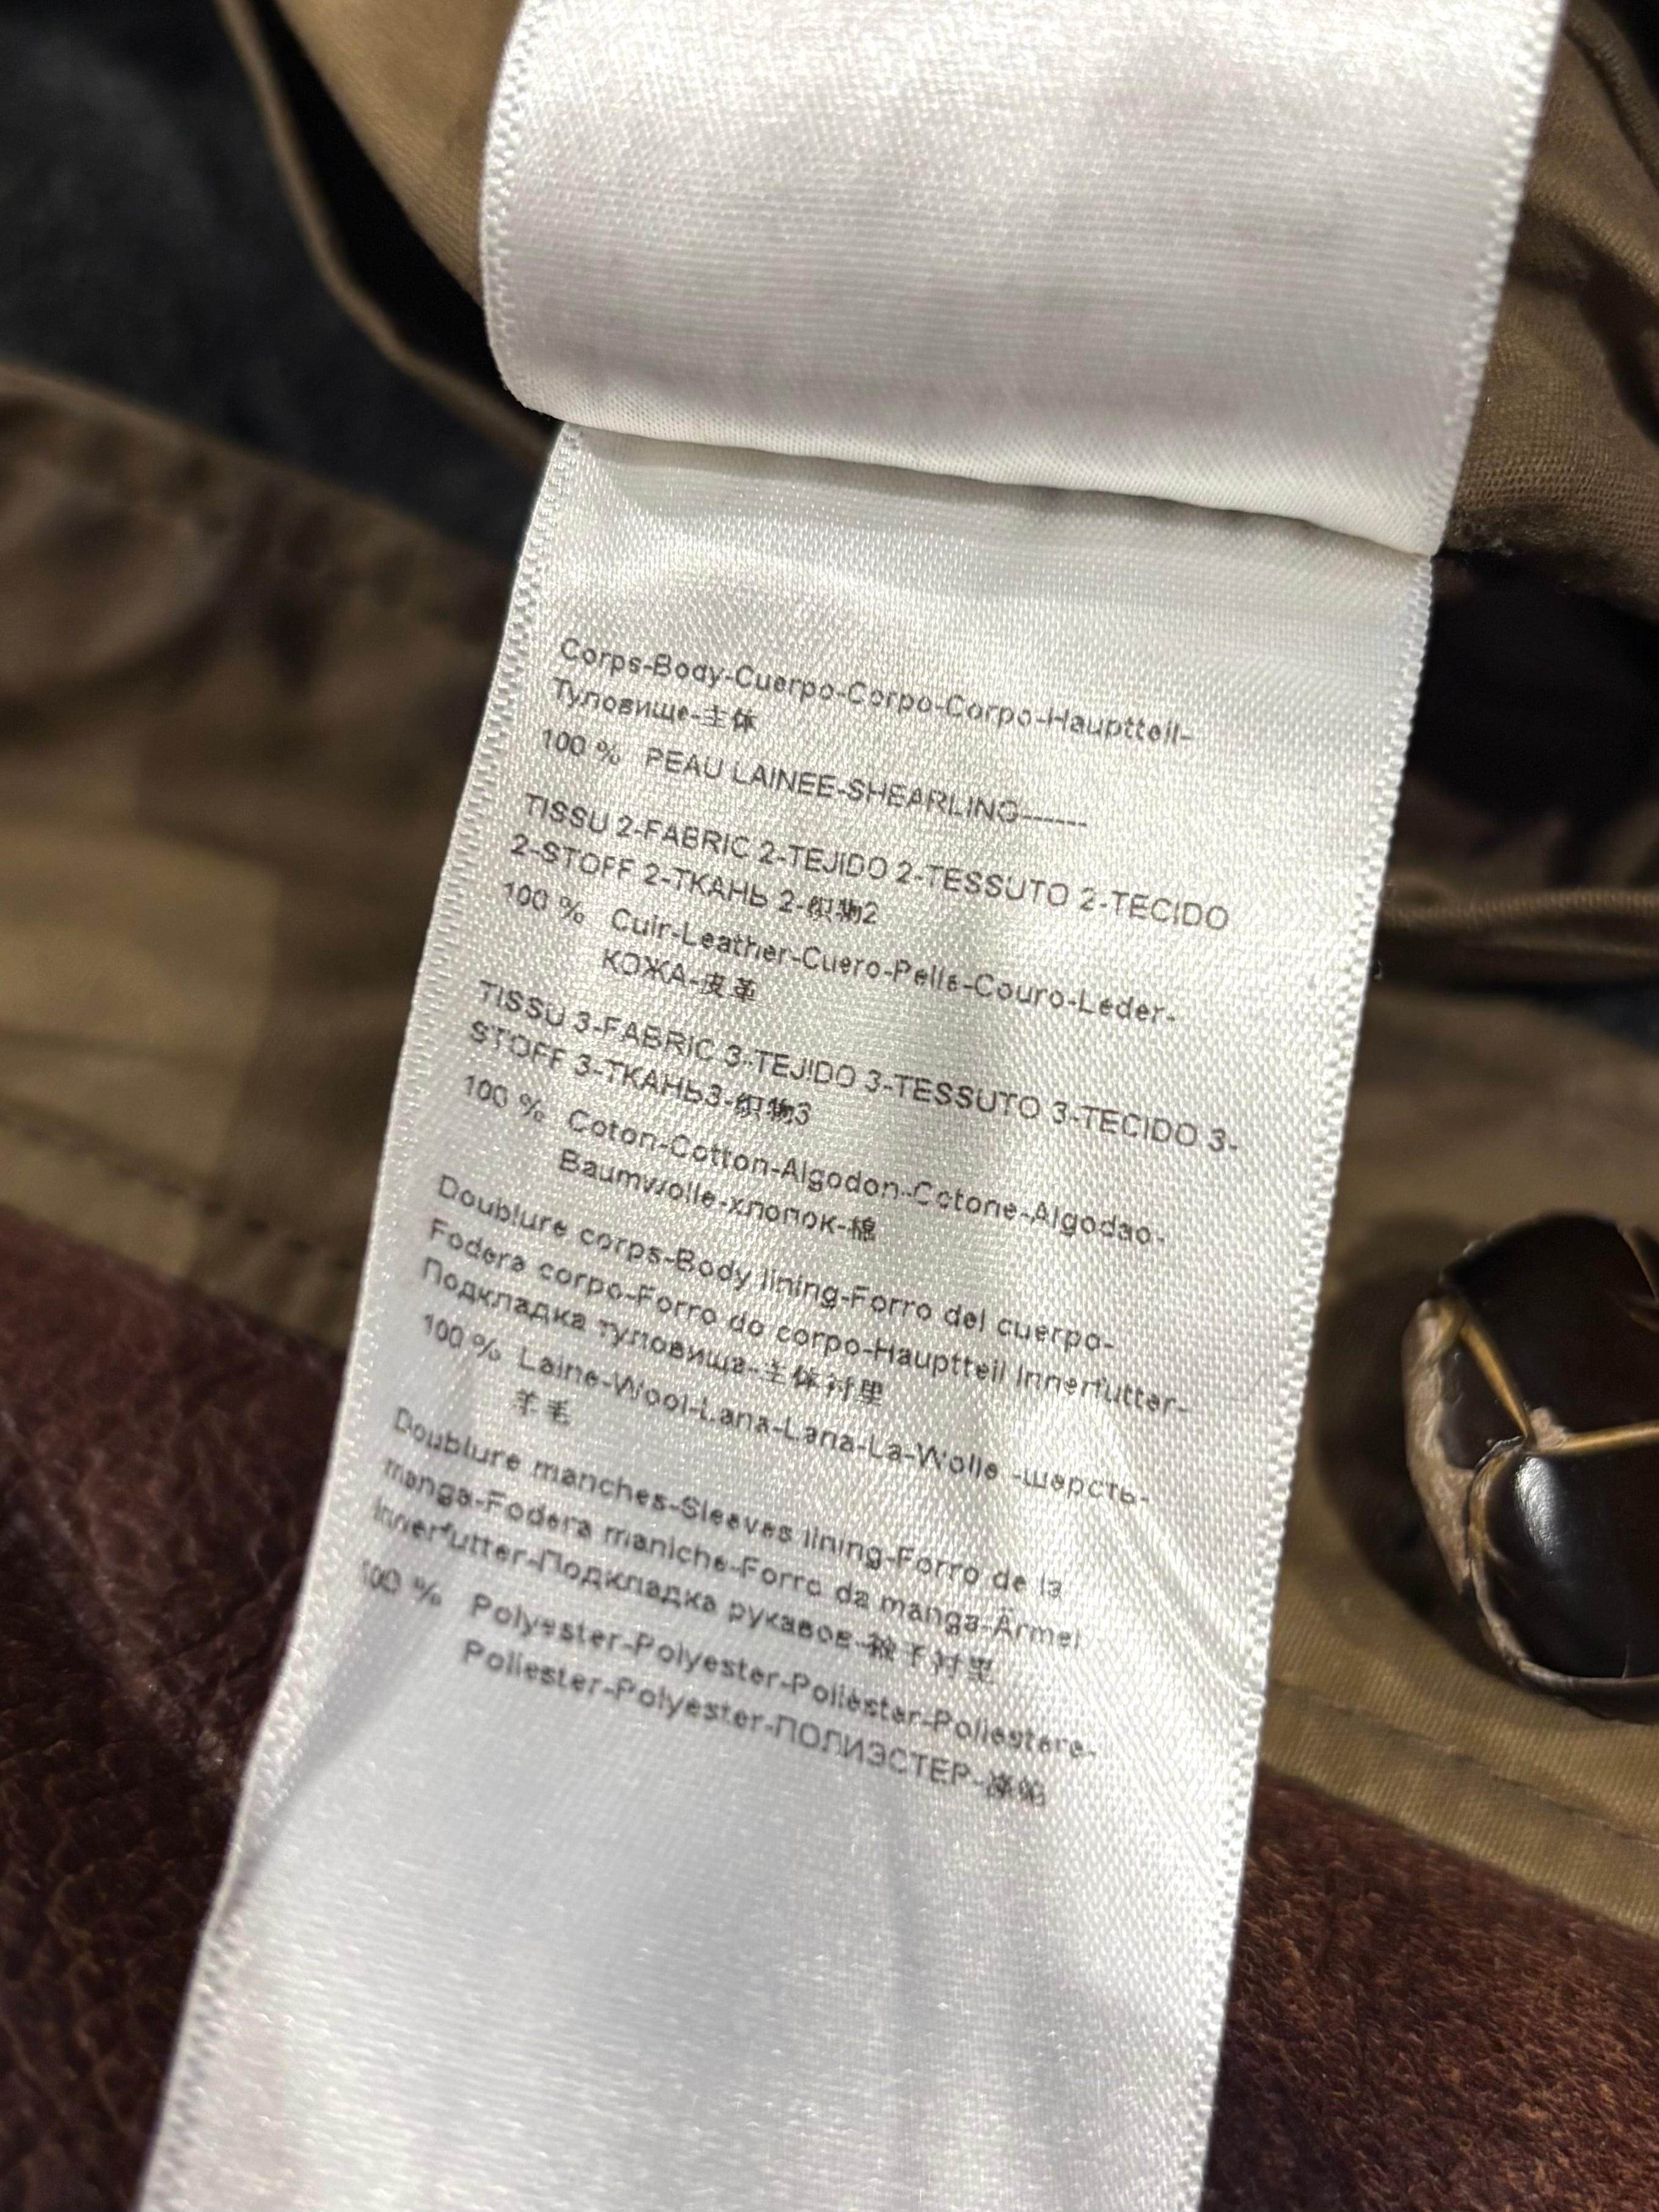 Corps-Body-Cuerpo-Corpo-Corpo-Hauptteil-
Туловище-主体
100 % PEAU LAINEE-SHEARLING------
TISSU 2-FABRIC 2-TEJIDO 2-TESSUTO 2-TECIDO
2-STOFF 2-ТКАНЬ 2-织物2
100 % Cuir-Leather-Cuero-Pelle-Couro-Leder-
КОЖА-皮革
TISSU 3-FABRIC 3-TEJIDO 3-TESSUTO 3-TECIDO 3-
STOFF 3-ТКАНЬ3-织物3
100 % Coton-Cotton-Algodon-Cotone-Algodao-
Baumwolle-хлопок-棉
Doublure corps-Body lining-Forro del cuerpo-
Fodera corpo-Forro do corpo-Hauptteil Innerfutter-
Подкладка туловища-主体衬里
100 % Laine-Wool-Lana-Lana-La-Wolle -шерсть-
羊毛
Doublure manches-Sleeves lining-Forro de la
manga-Fodera maniche-Forro da manga-Ärmel
Innerfutter-Подкладка рукавов-袖子衬里
100 % Polyester-Polyester-Poliéster-Poliestere-
Poliester-Polyester-ПОЛИЭСТЕР-涤纶